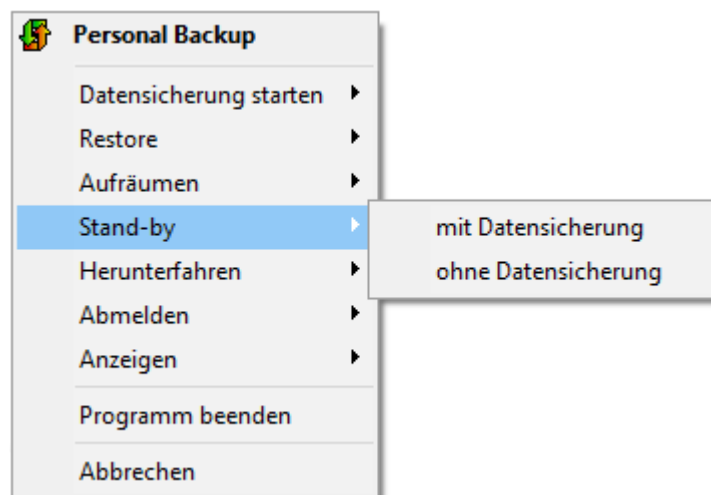 Personal Backup
Datensicherung starten
Restore
Aufräumen
Stand-by
mit Datensicherung
ohne Datensicherung
Herunterfahren
Abmelden
Anzeigen
Programm beenden
Abbrechen